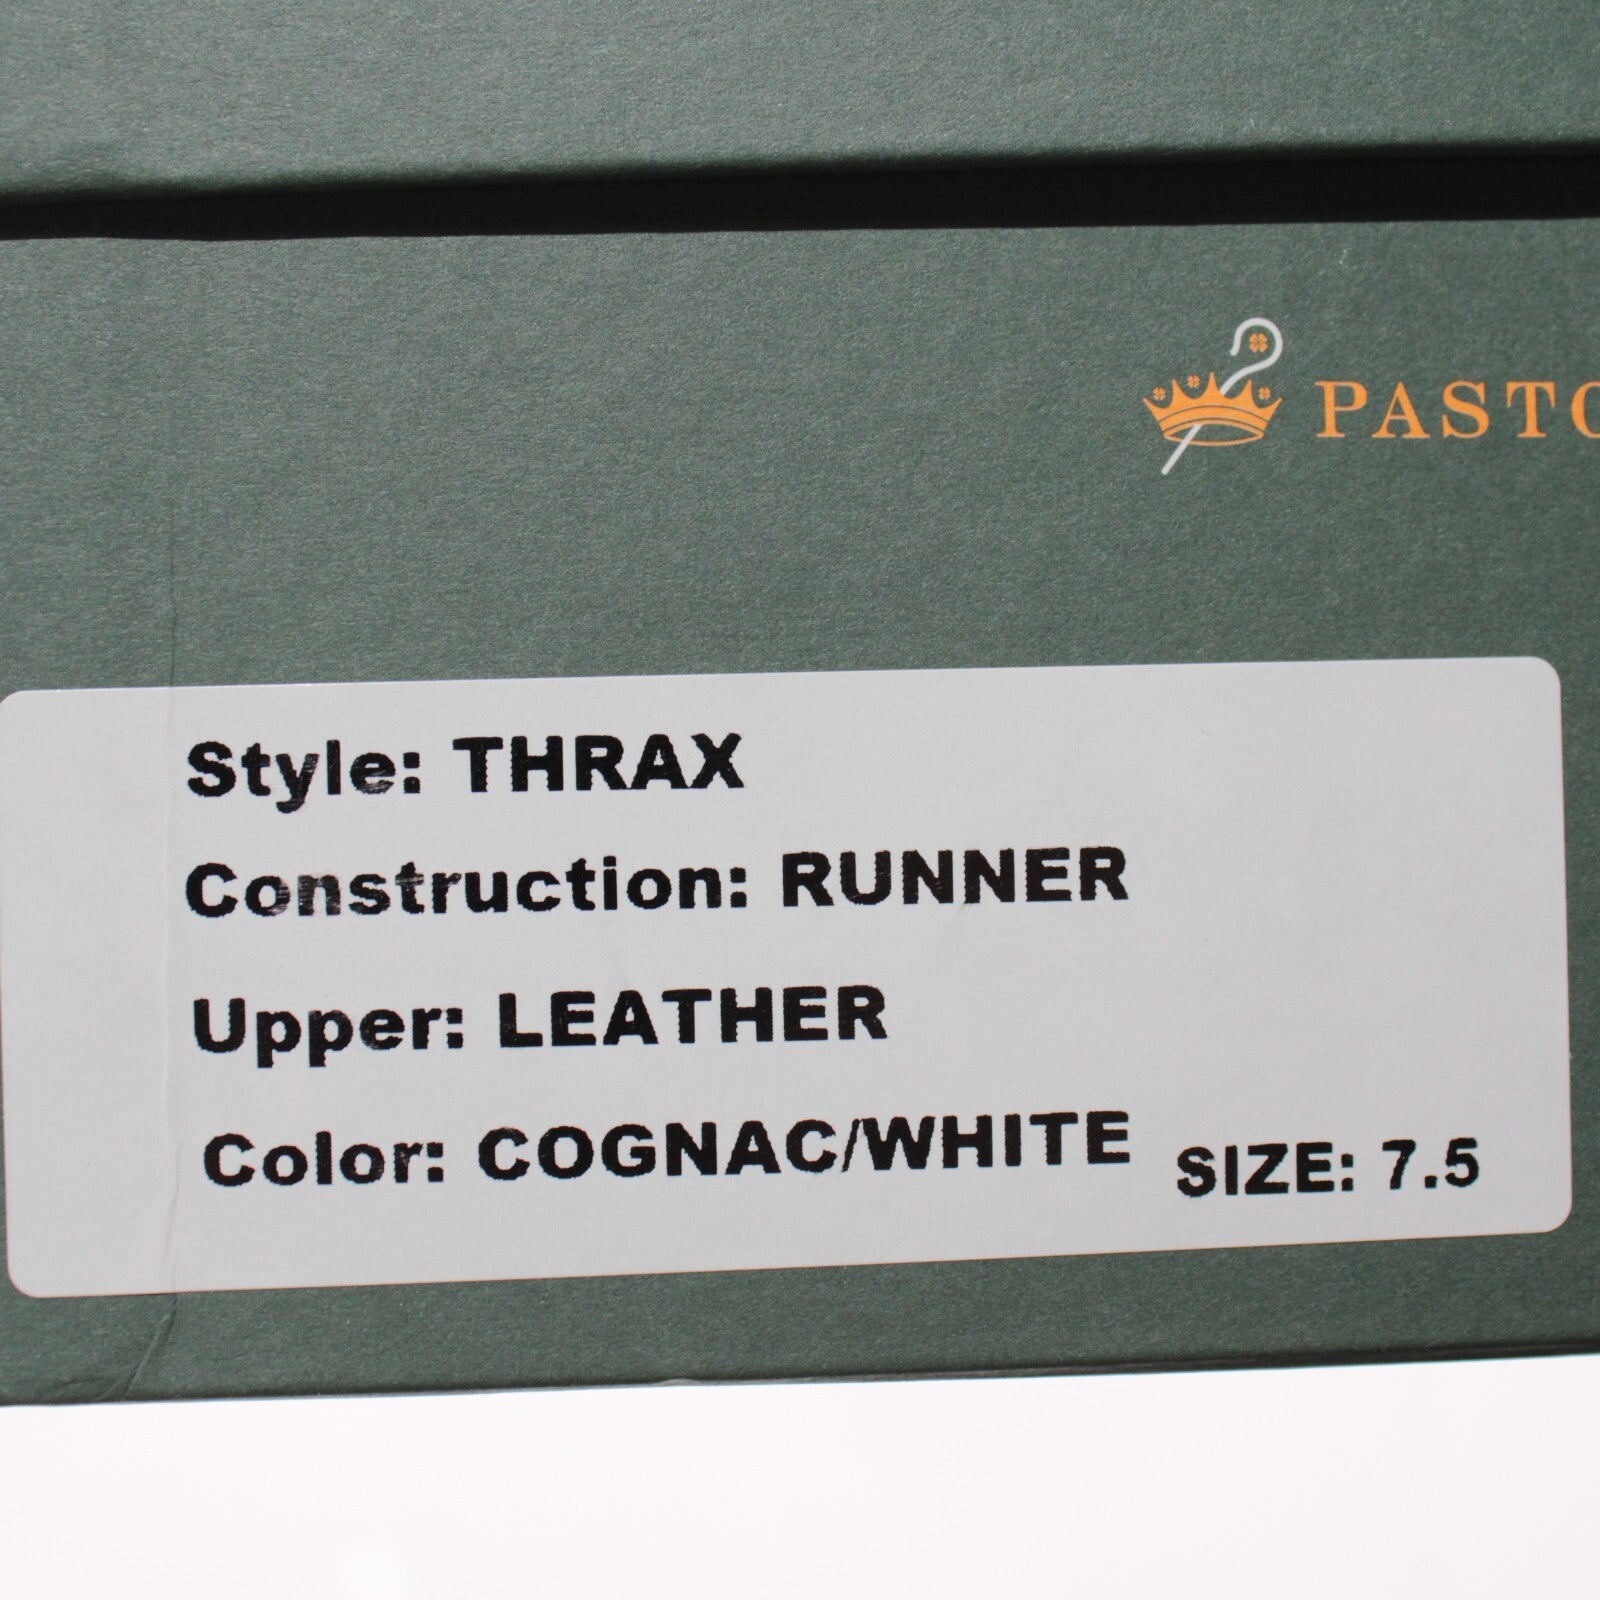 PASTO
Style: THRAX
Construction: RUNNER
Upper: LEATHER
Color: COGNAC/WHITE
SIZE: 7.5